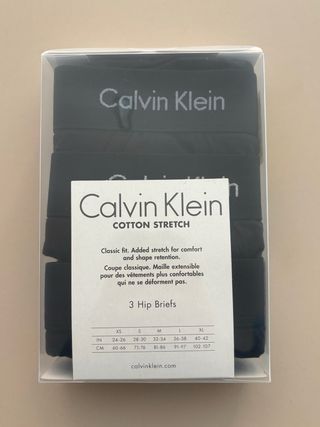 Calvin Klein
Calvin Klein
Calvin Klein
COTTON STRETCH
Classic fit. Added stretch for comfort
and shape retention.
Coupe classique. Maille extensible
pour des vêtements plus confortables
qui ne se déforment pas.
3 Hip Briefs
XS S M L XL
IN 24-26 28-30 32-34 36-38 40-42
CM 60-66 71-76 81-86 91-97 102-107
calvinklein.com